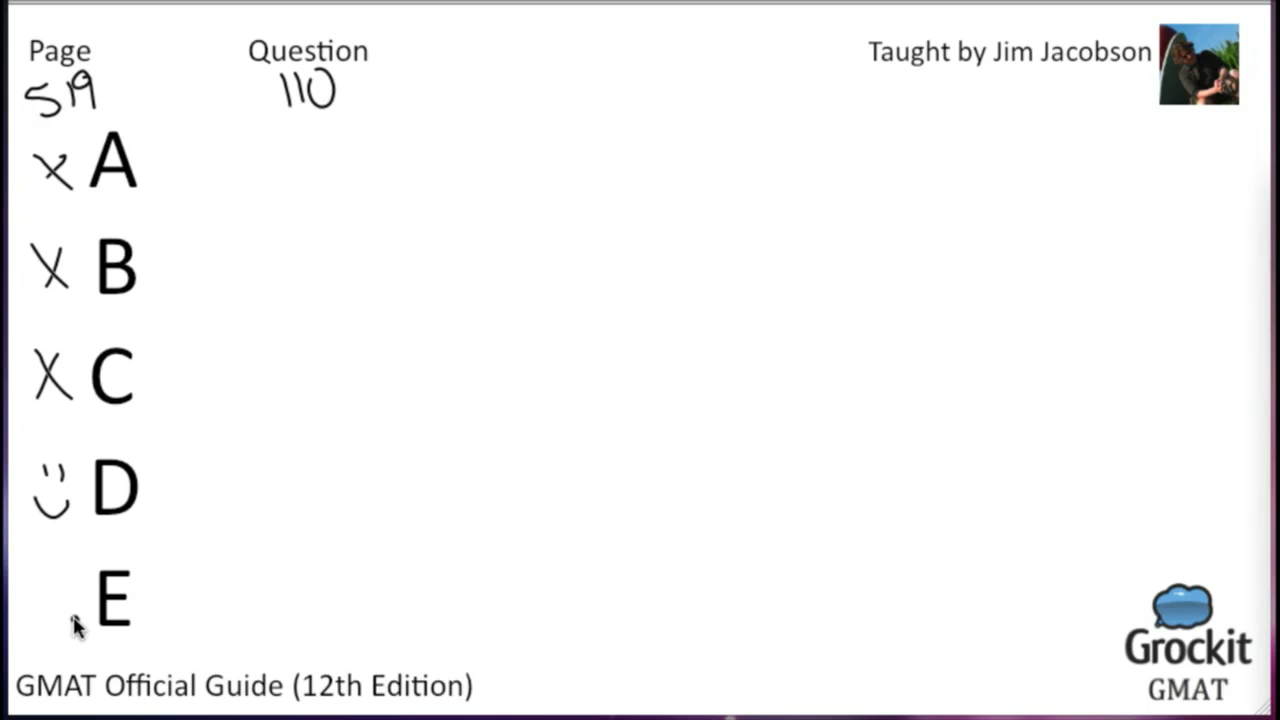 Page Question Taught by Jim Jacobson
519 110
x A
X B
X C
D
E
Grockit
GMAT
GMAT Official Guide (12th Edition)